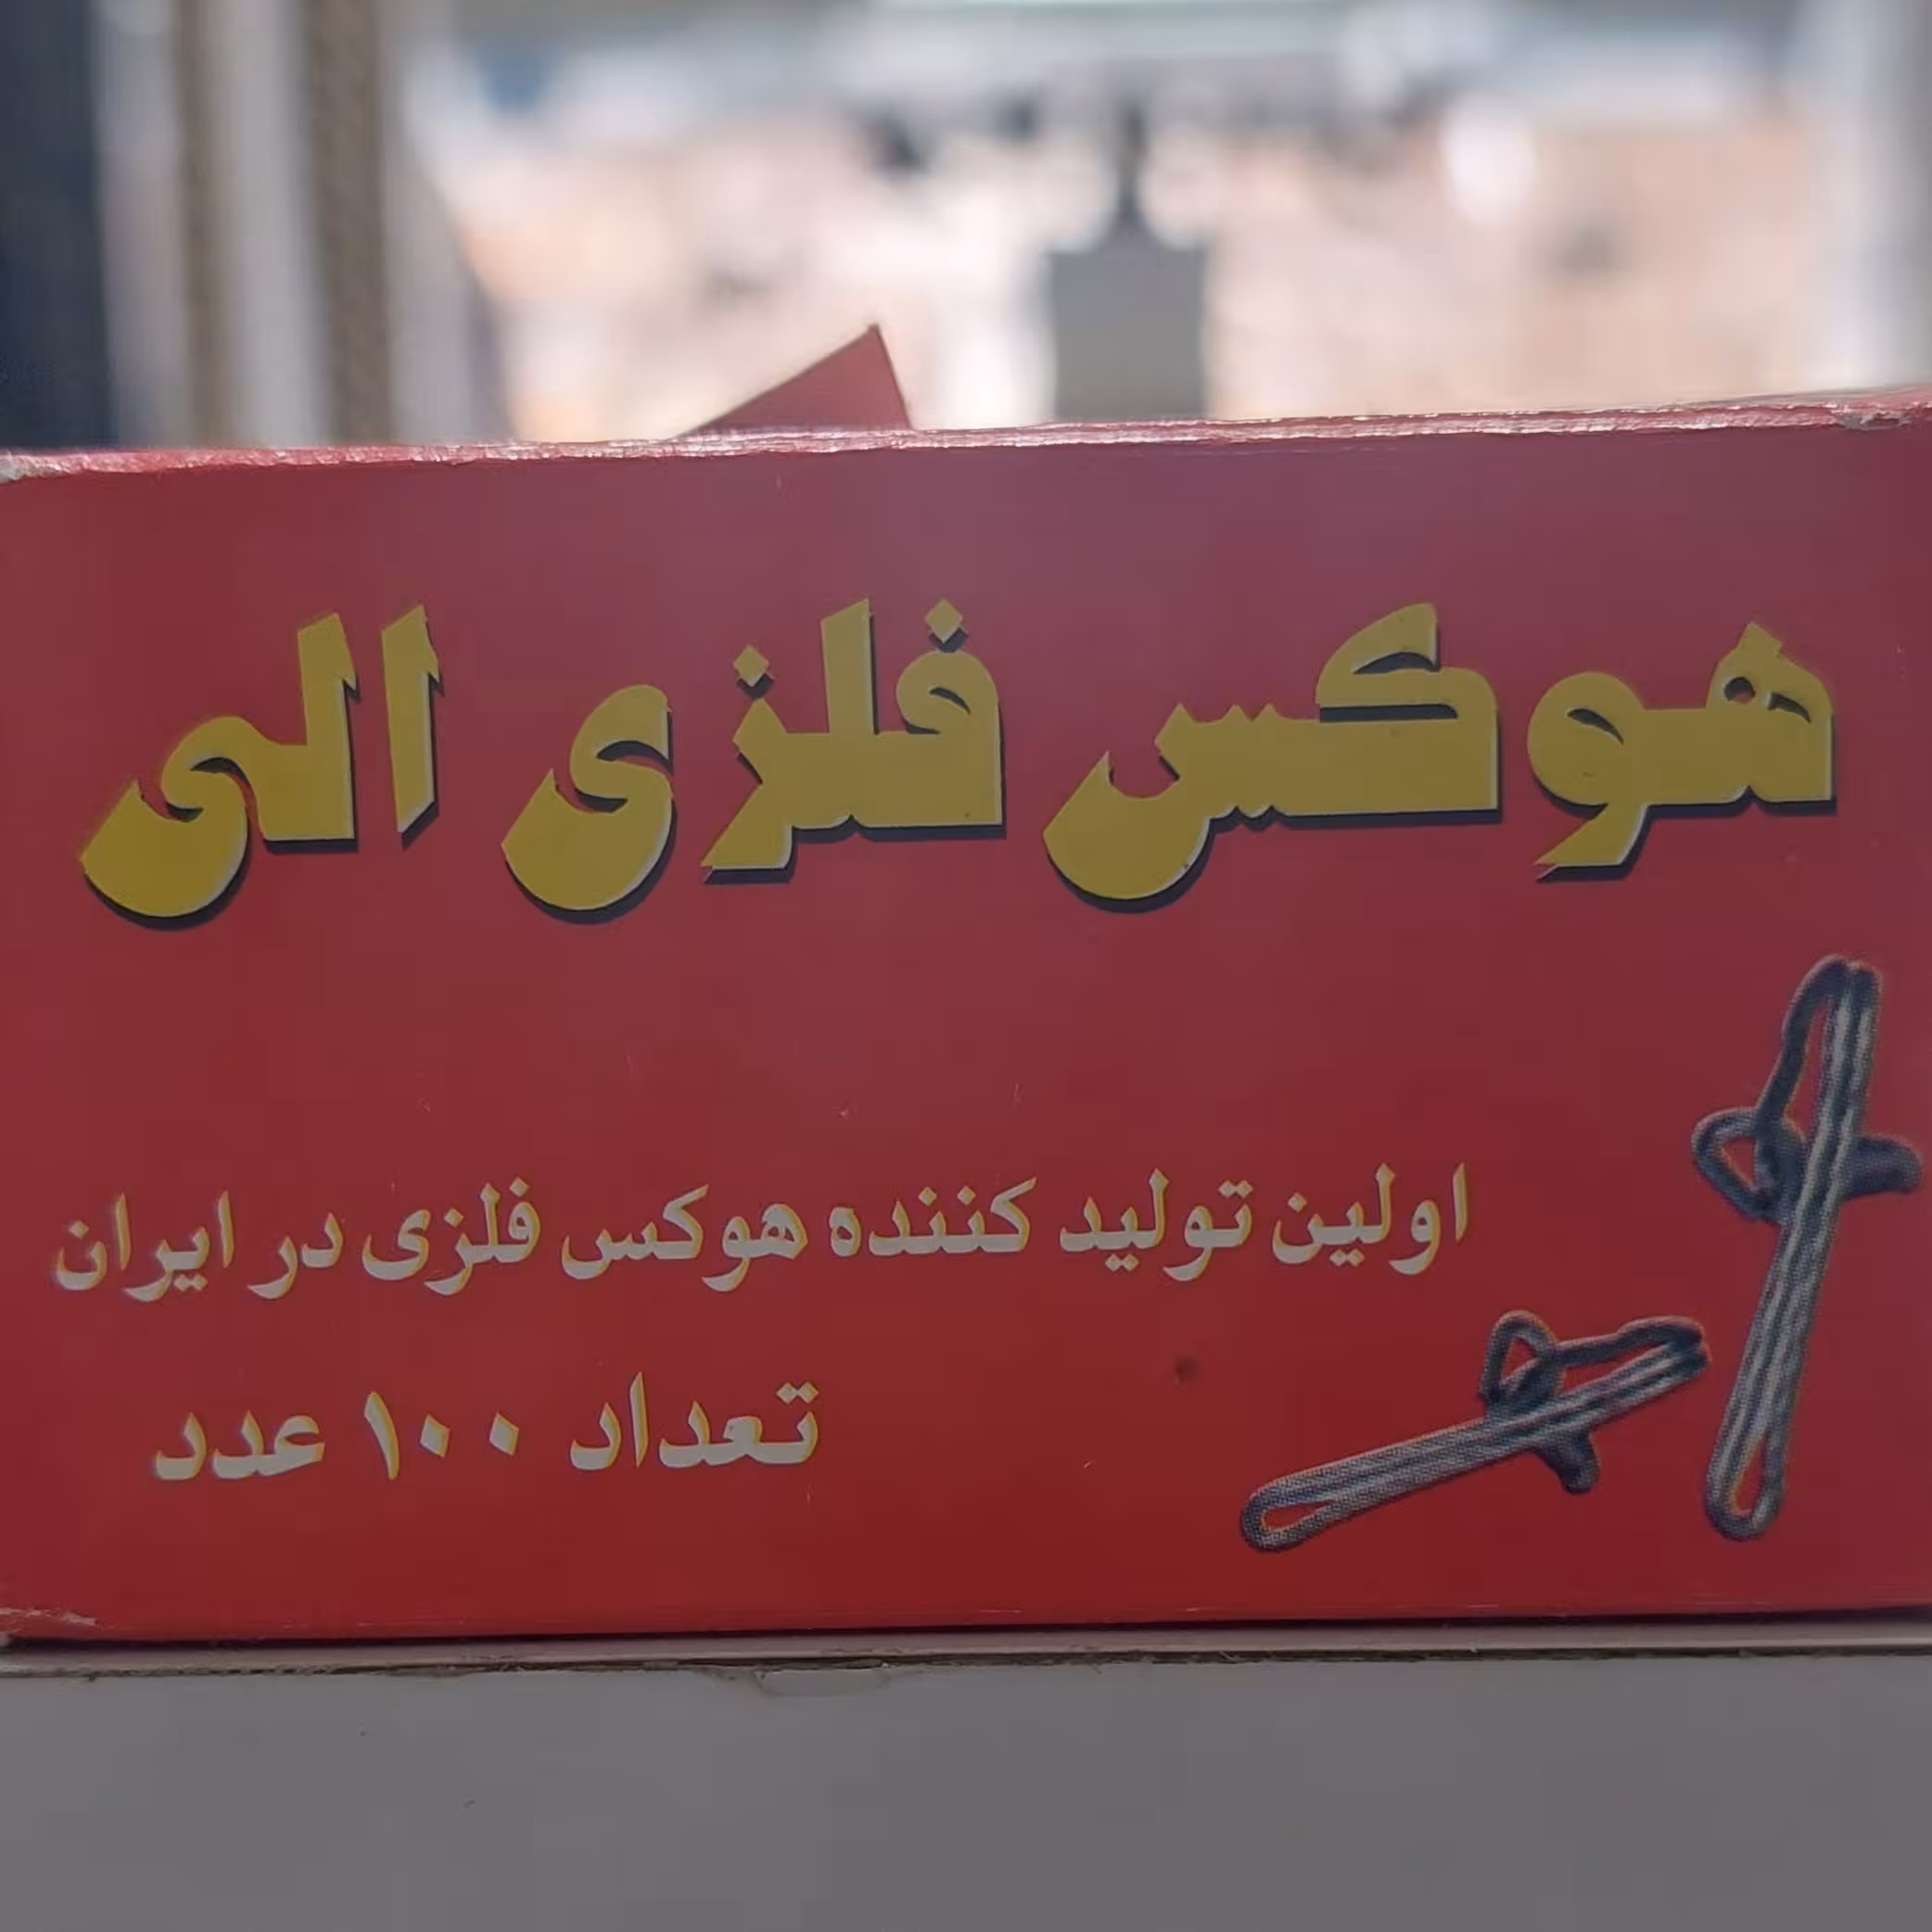 هوکس فلزی الی
اولین تولید کننده هوکس فلزی در ایران
تعداد ۱۰۰ عدد